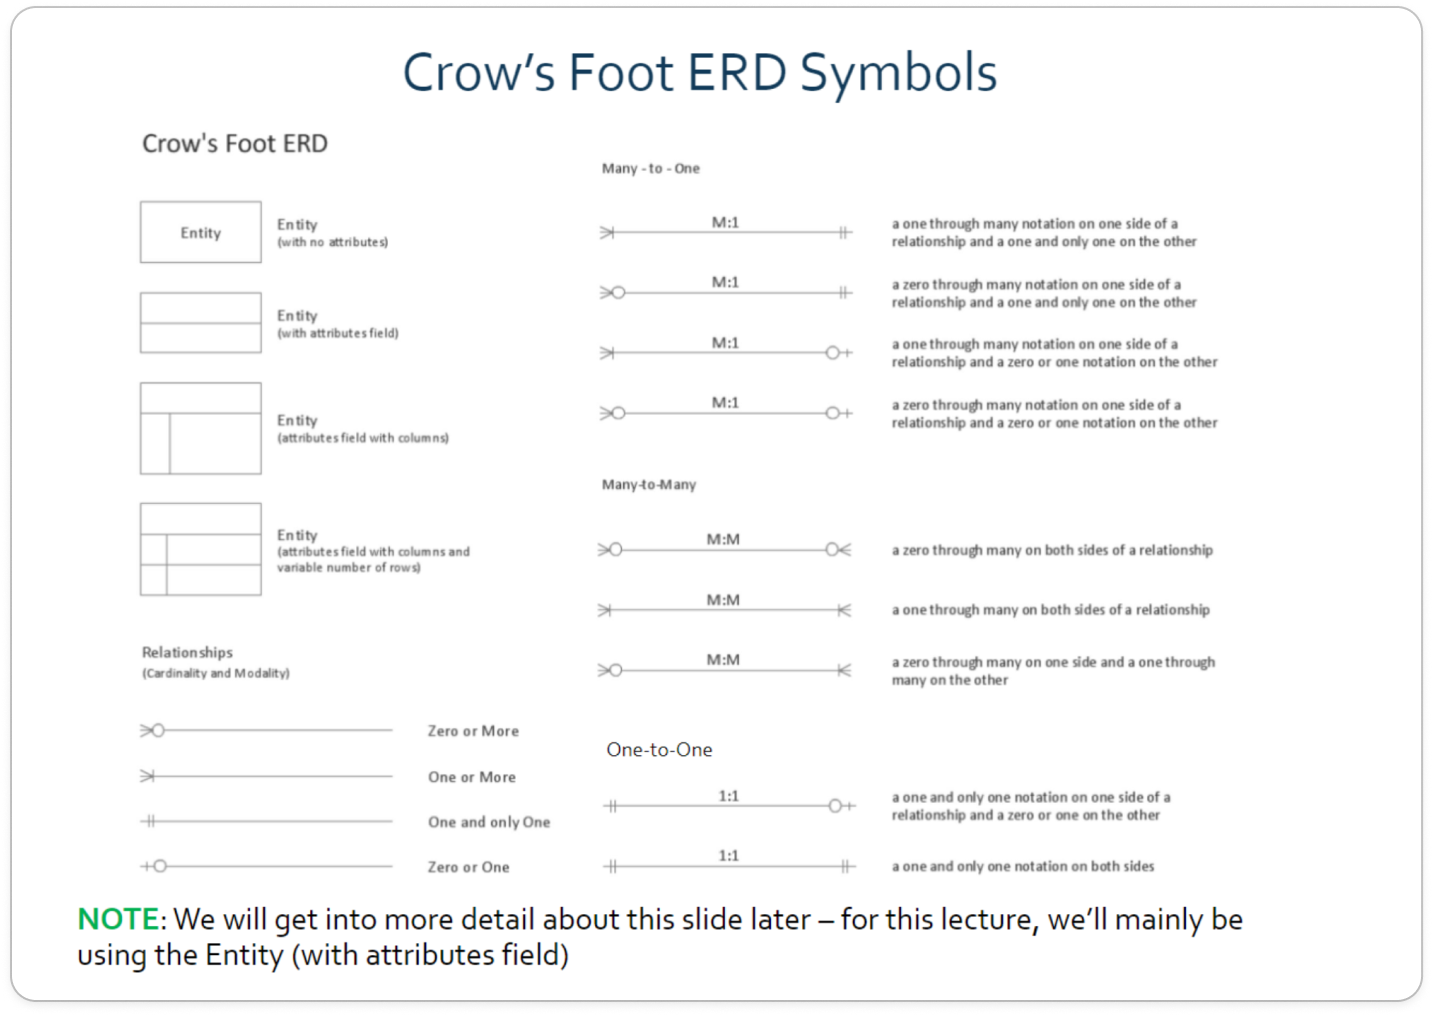 Crow’s Foot ERD Symbols
Crow's Foot ERD
Entity
Entity
(with no attributes)
Entity
(with attributes field)
Entity
(attributes field with columns)
Entity
(attributes field with columns and
variable number of rows)
Relationships
(Cardinality and Modality)
Zero or More
One or More
One and only One
Zero or One
Many - to - One
M:1
a one through many notation on one side of a
relationship and a one and only one on the other
M:1
a zero through many notation on one side of a
relationship and a one and only one on the other
M:1
a one through many notation on one side of a
relationship and a zero or one notation on the other
M:1
a zero through many notation on one side of a
relationship and a zero or one notation on the other
Many-to-Many
M:M
a zero through many on both sides of a relationship
M:M
a one through many on both sides of a relationship
M:M
a zero through many on one side and a one through
many on the other
One-to-One
1:1
a one and only one notation on one side of a
relationship and a zero or one on the other
1:1
a one and only one notation on both sides
NOTE: We will get into more detail about this slide later – for this lecture, we’ll mainly be
using the Entity (with attributes field)